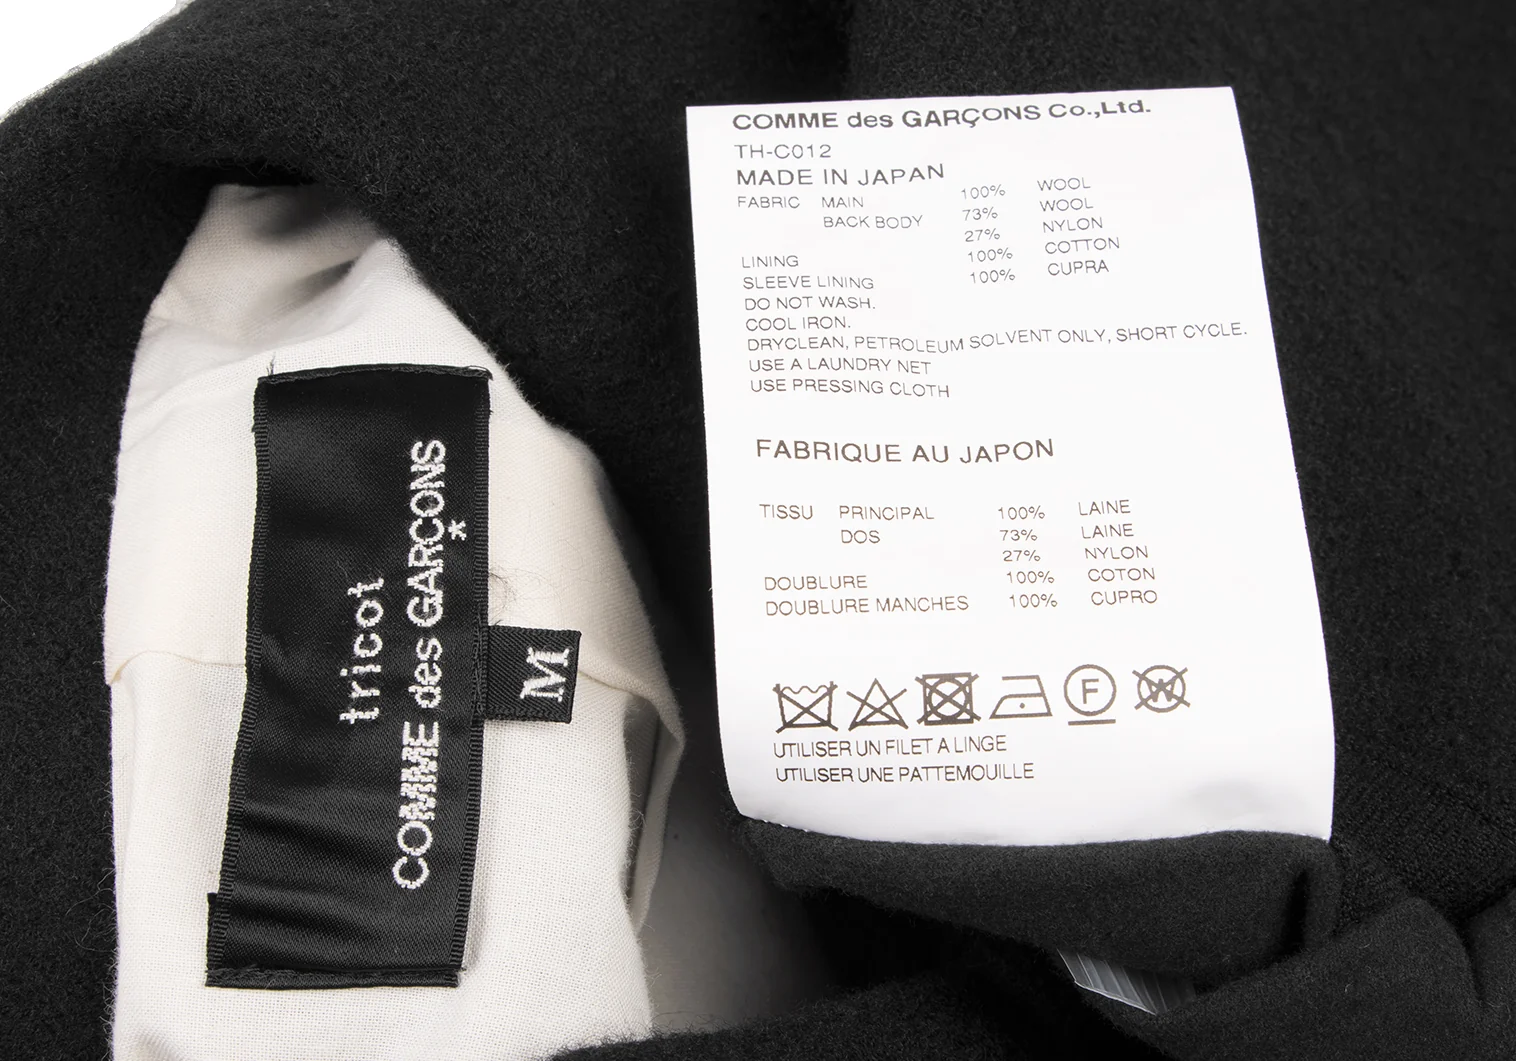 tricot
COMME des GARÇONS
*
M
COMME des GARÇONS Co.,Ltd.
TH-C012
MADE IN JAPAN
FABRIC MAIN 100% WOOL
BACK BODY 73% WOOL
27% NYLON
LINING 100% COTTON
SLEEVE LINING 100% CUPRA
DO NOT WASH.
COOL IRON.
DRYCLEAN, PETROLEUM SOLVENT ONLY, SHORT CYCLE.
USE A LAUNDRY NET
USE PRESSING CLOTH
FABRIQUE AU JAPON
TISSU PRINCIPAL 100% LAINE
DOS 73% LAINE
27% NYLON
DOUBLURE 100% COTON
DOUBLURE MANCHES 100% CUPRO
F W
UTILISER UN FILET A LINGE
UTILISER UNE PATTEMOUILLE